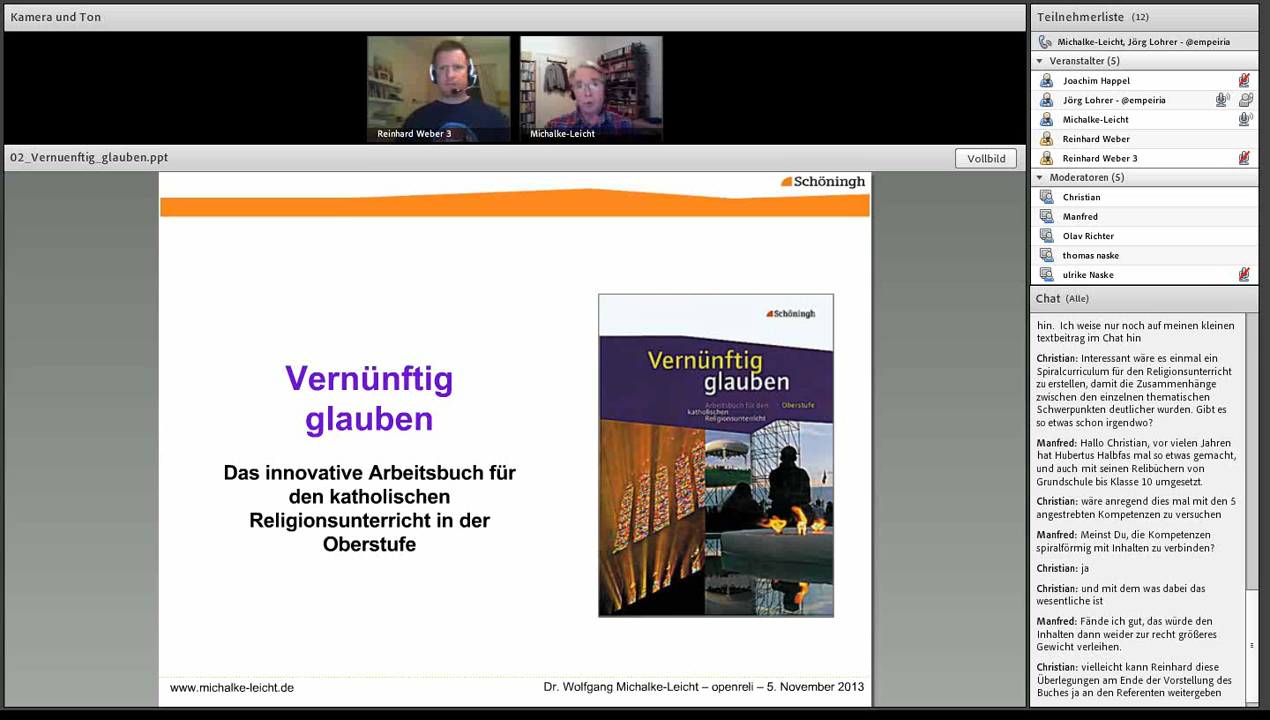 Kamera und Ton
Reinhard Weber 3
Michalke-Leicht
02_Vernuenftig_glauben.ppt
Vollbild
Schöningh
Vernünftig
glauben
Das innovative Arbeitsbuch für
den katholischen
Religionsunterricht in der
Oberstufe
Schöningh
Vernünftig
glauben
Arbeitsbuch für den
katholischen
Religionsunterricht
Oberstufe
www.michalke-leicht.de
Dr. Wolfgang Michalke-Leicht – openreli – 5. November 2013
Teilnehmerliste (12)
Michalke-Leicht, Jörg Lohrer - @empeiria
Veranstalter (5)
Joachim Happel
Jörg Lohrer - @empeiria
Michalke-Leicht
Reinhard Weber
Reinhard Weber 3
Moderatoren (5)
Christian
Manfred
Olav Richter
thomas naske
ulrike Naske
Chat (Alle)
hin. Ich weise nur noch auf meinen kleinen
textbeitrag im Chat hin
Christian: Interessant wäre es einmal ein
Spiralcurriculum für den Religionsunterricht
zu erstellen, damit die Zusammenhänge
zwischen den einzelnen thematischen
Schwerpunkten deutlicher wurden. Gibt es
so etwas schon irgendwo?
Manfred: Hallo Christian, vor vielen Jahren
hat Hubertus Halbfas mal so etwas gemacht,
und auch mit seinen Relibüchern von
Grundschule bis Klasse 10 umgesetzt.
Christian: wäre anregend dies mal mit den 5
angestrebten Kompetenzen zu versuchen
Manfred: Meinst Du, die Kompetenzen
spiralförmig mit Inhalten zu verbinden?
Christian: ja
Christian: und mit dem was dabei das
wesentliche ist
Manfred: Fände ich gut, das würde den
Inhalten dann weider zur recht größeres
Gewicht verleihen.
Christian: vielleicht kann Reinhard diese
Überlegungen am Ende der Vorstellung des
Buches ja an den Referenten weitergeben